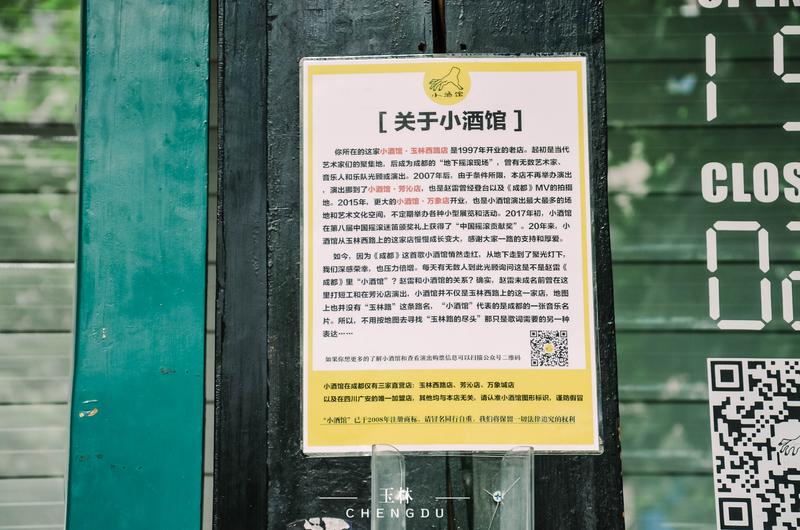 小酒馆
[ 关于小酒馆 ]
你所在的这家小酒馆·玉林西路店 是1997年开业的老店。起初是当代
艺术家们的聚集地，后成为成都的“地下摇滚现场”，曾有无数艺术家、
音乐人和乐队光顾或演出。2007年后，由于条件所限，本店不再举办演出
，演出挪到了小酒馆·芳沁店，也是赵雷曾经登台以及《成都》MV的拍摄
地。2015年，更大的小酒馆·万象店开业，也是小酒馆演出最大最多的场
地和艺术文化空间，不定期举办各种小型展览和活动。2017年初，小酒馆
在第八届中国摇滚迷笛颁奖礼上获得了“中国摇滚贡献奖”。20年来，小
酒馆从玉林西路上的这家店慢慢成长变大，感谢大家一路的支持和厚爱。
如今，因为《成都》这首歌小酒馆悄然走红，从地下走到了聚光灯下，
我们深感荣幸，也压力倍增。每天有无数人到此光顾询问这是不是赵雷《
成都》里“小酒馆”？赵雷和小酒馆的关系？确实，赵雷未成名前曾在这
里打短工和在芳沁店演出，小酒馆并不仅是玉林西路上的这一家店，地图
上也并没有“玉林路”这条路名，“小酒馆”代表的是成都的一张音乐名
片。所以，不用按地图去寻找“玉林路的尽头”那只是歌词需要的另一种
表达……
如果你想更多的了解小酒馆和查看演出购票信息可以扫描公众号二维码
小酒馆在成都仅有三家直营店：玉林西路店、芳沁店、万象城店
以及在四川广安的唯一加盟店，其他均与本店无关。请认准小酒馆图形标识，谨防假冒
“小酒馆”已于2008年注册商标，请冒名同行自重，我们将保留一切法律追究的权利
玉林
CHENGDU